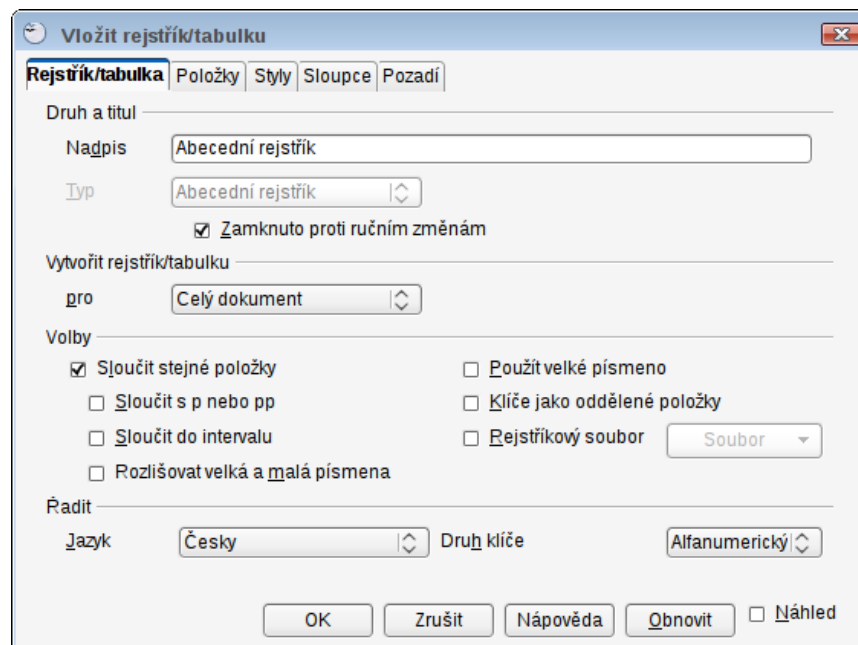 Vložit rejstřík/tabulku
Rejstřík/tabulka Položky Styly Sloupce Pozadí
Druh a titul
Nadpis Abecední rejstřík
Typ Abecední rejstřík
Zamknuto proti ručním změnám
Vytvořit rejstřík/tabulku
pro Celý dokument
Volby
Sloučit stejné položky Použít velké písmeno
Sloučit s p nebo pp Klíče jako oddělené položky
Sloučit do intervalu Rejstříkový soubor Soubor
Rozlišovat velká a malá písmena
Řadit
Jazyk Česky Druh klíče Alfanumerický
OK Zrušit Nápověda Obnovit Náhled